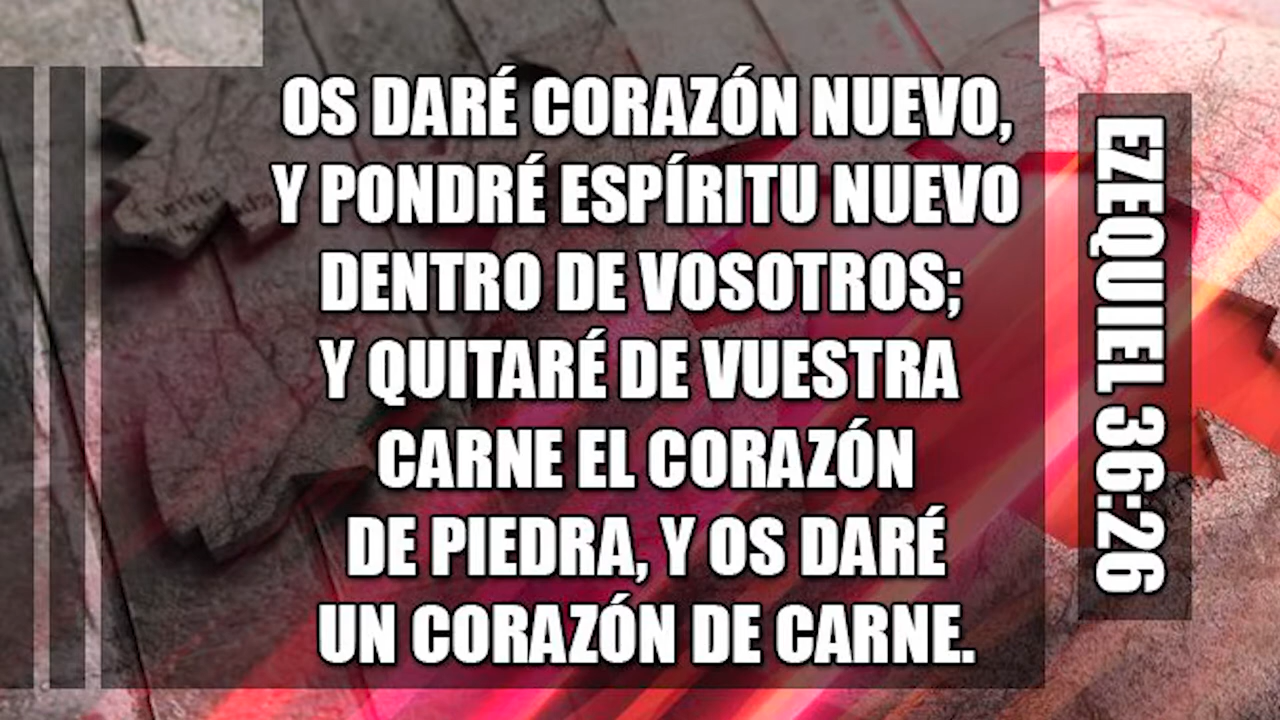 OS DARÉ CORAZÓN NUEVO,
Y PONDRÉ ESPÍRITU NUEVO
DENTRO DE VOSOTROS;
Y QUITARÉ DE VUESTRA
CARNE EL CORAZÓN
DE PIEDRA, Y OS DARÉ
UN CORAZÓN DE CARNE.
EZEQUIEL 36:26